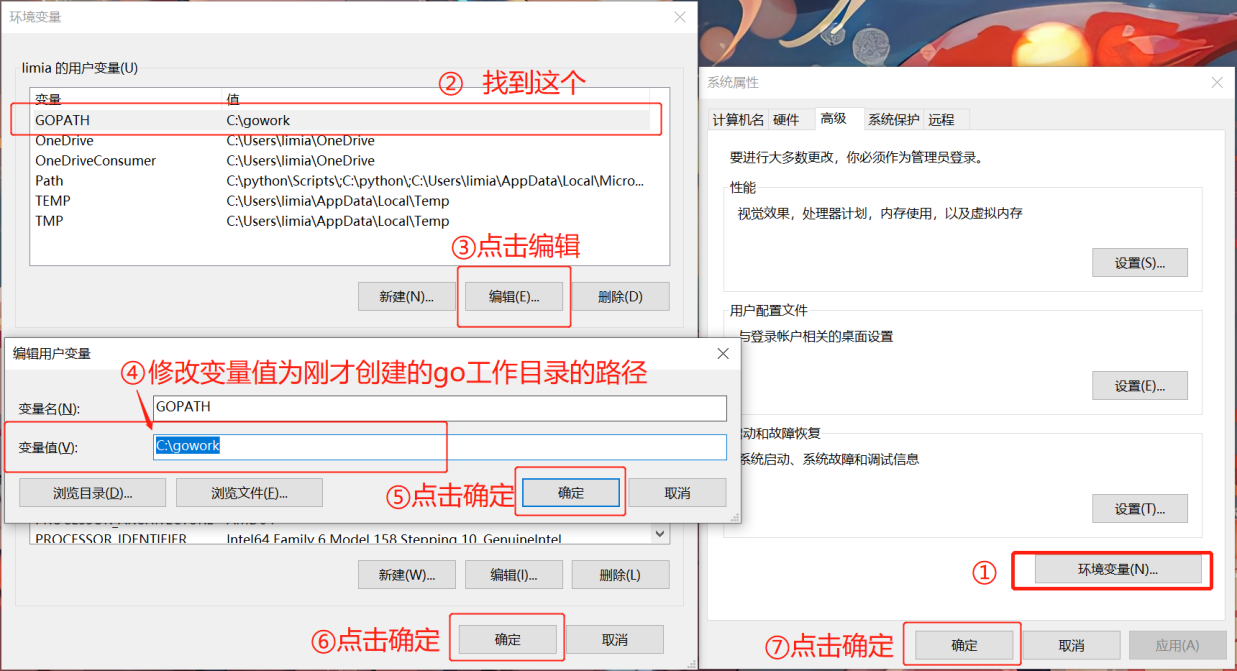 环境变量
limia 的用户变量(U)
② 找到这个
变量 值
GOPATH C:\gowork
OneDrive C:\Users\limia\OneDrive
OneDriveConsumer C:\Users\limia\OneDrive
Path C:\python\Scripts\;C:\python\;C:\Users\limia\AppData\Local\Micro...
TEMP C:\Users\limia\AppData\Local\Temp
TMP C:\Users\limia\AppData\Local\Temp
③点击编辑
新建(N)... 编辑(E)... 删除(D)
编辑用户变量
④修改变量值为刚才创建的go工作目录的路径
变量名(N): GOPATH
变量值(V): C:\gowork
浏览目录(D)... 浏览文件(F)... ⑤点击确定 确定 取消
PROCESSOR_IDENTIFIER Intel64 Family 6 Model 158 Stepping 10, GenuineIntel
新建(W)... 编辑(I)... 删除(L)
⑥点击确定 确定 取消
系统属性
计算机名 硬件 高级 系统保护 远程
要进行大多数更改，你必须作为管理员登录。
性能
视觉效果，处理器计划，内存使用，以及虚拟内存
设置(S)...
用户配置文件
与登录帐户相关的桌面设置
设置(E)...
动和故障恢复
系统启动、系统故障和调试信息
设置(T)...
① 环境变量(N)...
⑦点击确定 确定 取消 应用(A)